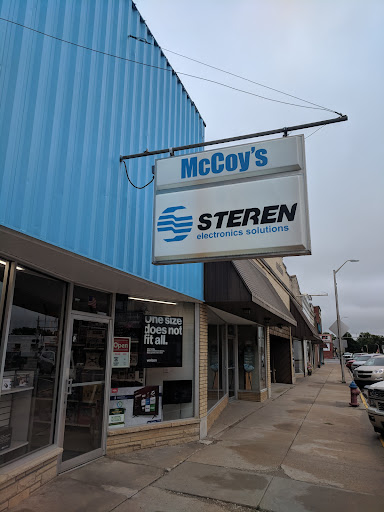 McCoy's
STEREN
electronics solutions
One size
does not
fit all.
Open